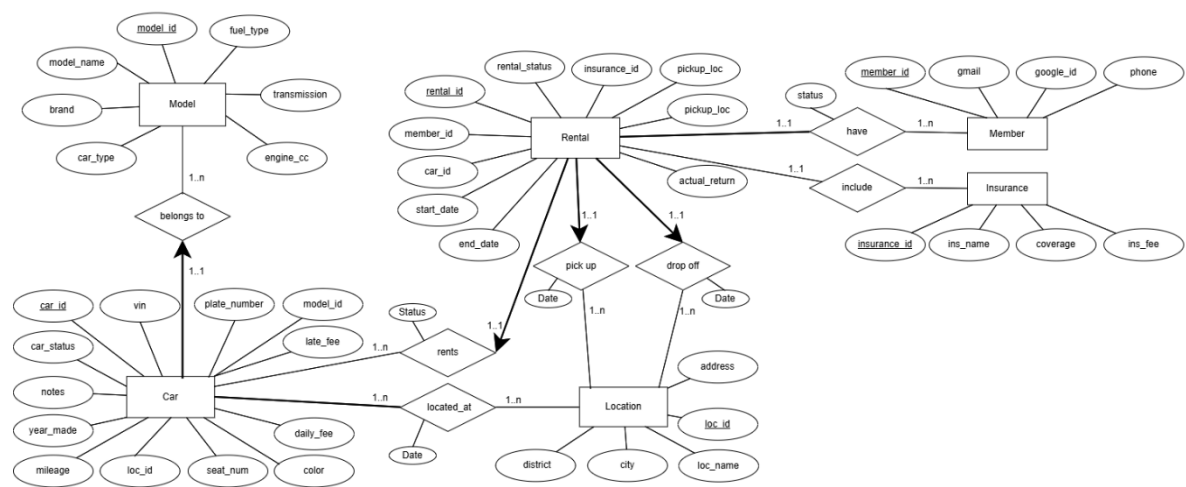 model_id
fuel_type
model_name
transmission
brand
Model
car_type
engine_cc
1..n
belongs to
1..1
rental_status
insurance_id
pickup_loc
rental_id
pickup_loc
member_id
Rental
car_id
actual_return
start_date
end_date
1..1
status
have
1..n
member_id
gmail
google_id
phone
Member
1..1
include
1..n
Insurance
insurance_id
ins_name
coverage
ins_fee
1..1
pick up
Date
1..n
1..1
drop off
Date
1..n
car_id
vin
plate_number
model_id
car_status
late_fee
notes
Car
year_made
daily_fee
mileage
loc_id
seat_num
color
Status
1..1
1..n
rents
1..n
located_at
1..n
Date
Location
address
loc_id
district
city
loc_name